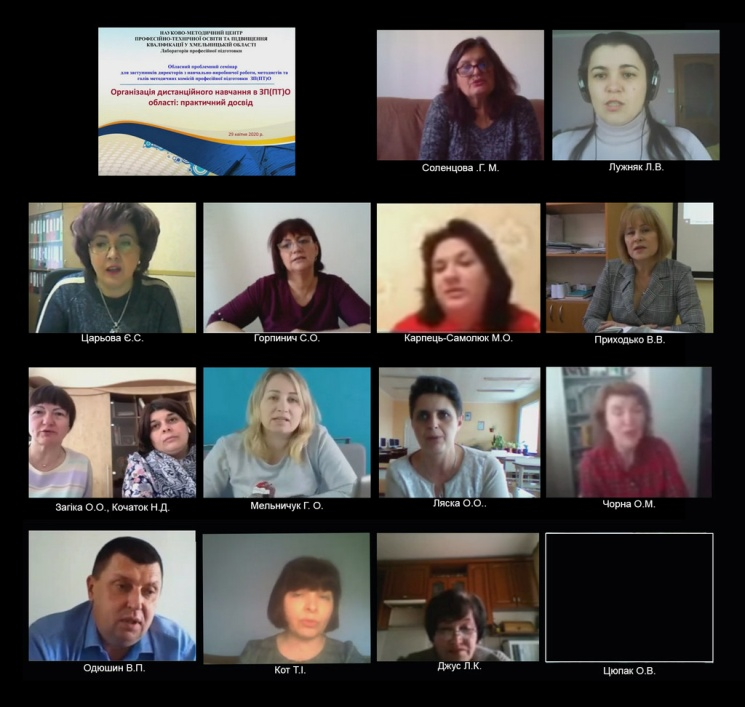 НАУКОВО-МЕТОДИЧНИЙ ЦЕНТР
ПРОФЕСІЙНО-ТЕХНІЧНОЇ ОСВІТИ ТА ПІДВИЩЕННЯ
КВАЛІФІКАЦІЇ У ХМЕЛЬНИЦЬКІЙ ОБЛАСТІ
Лабораторія професійної підготовки
Обласний проблемний семінар
для заступників директорів з навчально-виробничої роботи, методистів та
голів методичних комісій професійної підготовки ЗП(ПТ)О
Організація дистанційного навчання в ЗП(ПТ)О
області: практичний досвід
29 квітня 2020 р.
Соленцова .Г. М.
Лужняк Л.В.
Царьова Є.С.
Горпинич С.О.
Карпець-Самолюк М.О.
Приходько В.В.
Загіка О.О., Кочаток Н.Д.
Мельничук Г. О.
Ляска О.О..
Чорна О.М.
Одюшин В.П.
Кот Т.І.
Джус Л.К.
Цюпак О.В.